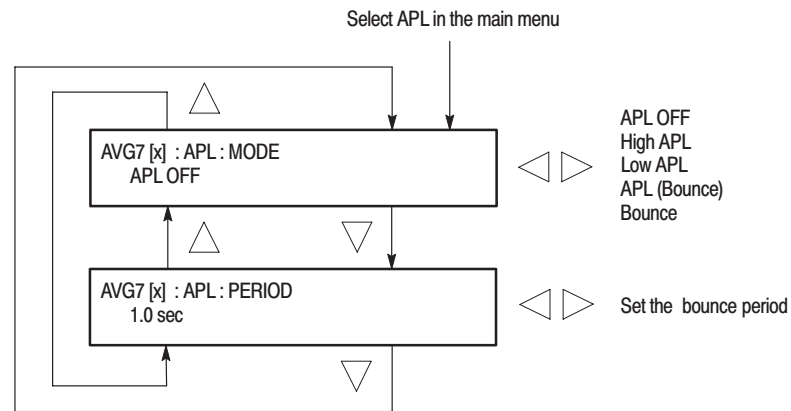 Select APL in the main menu
AVG7 [x] : APL : MODE
APL OFF
APL OFF
High APL
Low APL
APL (Bounce)
Bounce
AVG7 [x] : APL : PERIOD
1.0 sec
Set the bounce period